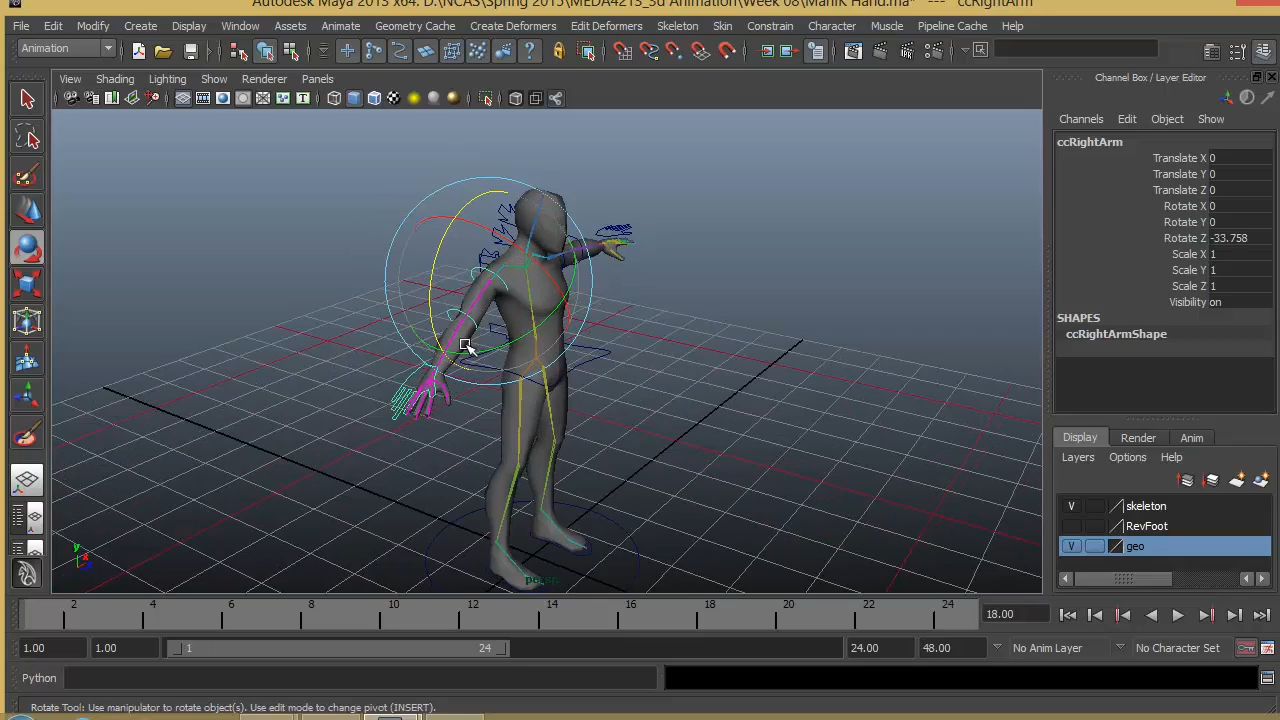 Autodesk Maya 2013 x64: D:\NCAS\Spring 2015\MEDA4213_3d Animation\Week 08\ManiK Hand.ma* --- ccRightArm
File Edit Modify Create Display Window Assets Animate Geometry Cache Create Deformers Edit Deformers Skeleton Skin Constrain Character Muscle Pipeline Cache Help
Animation
View Shading Lighting Show Renderer Panels
Channel Box / Layer Editor
Channels Edit Object Show
ccRightArm
Translate X 0
Translate Y 0
Translate Z 0
Rotate X 0
Rotate Y 0
Rotate Z -33.758
Scale X 1
Scale Y 1
Scale Z 1
Visibility on
SHAPES
ccRightArmShape
Display Render Anim
Layers Options Help
V skeleton
RevFoot
V geo
y
persp
2 4 6 8 10 12 14 16 18 20 22 24
18.00
1.00 1.00 1 24 24.00 48.00 No Anim Layer No Character Set
Python
Rotate Tool: Use manipulator to rotate object(s). Use edit mode to change pivot (INSERT).